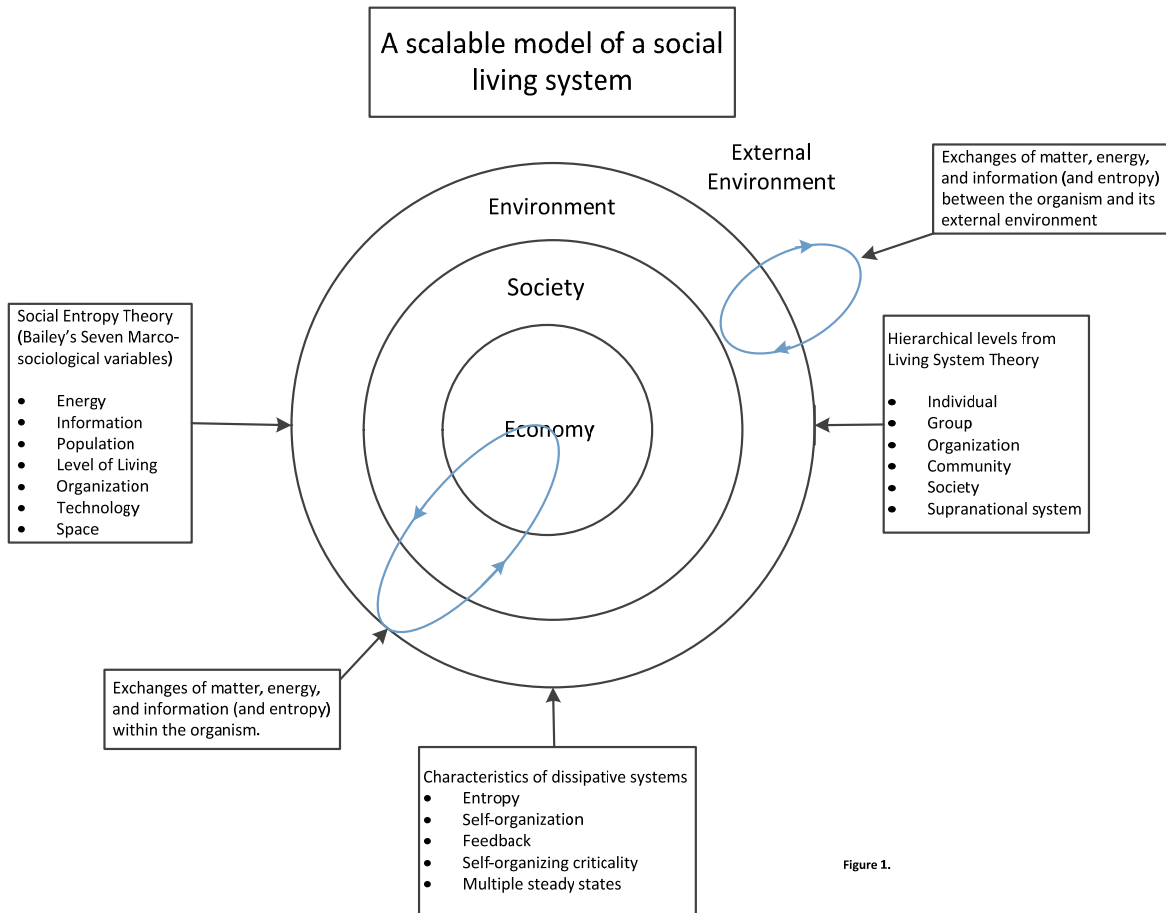 A scalable model of a social
living system
External
Environment
Exchanges of matter, energy,
and information (and entropy)
between the organism and its
external environment
Environment
Society
Economy
Social Entropy Theory
(Bailey's Seven Marco-
sociological variables)
• Energy
• Information
• Population
• Level of Living
• Organization
• Technology
• Space
Hierarchical levels from
Living System Theory
• Individual
• Group
• Organization
• Community
• Society
• Supranational system
Exchanges of matter, energy,
and information (and entropy)
within the organism.
Characteristics of dissipative systems
• Entropy
• Self-organization
• Feedback
• Self-organizing criticality
• Multiple steady states
Figure 1.